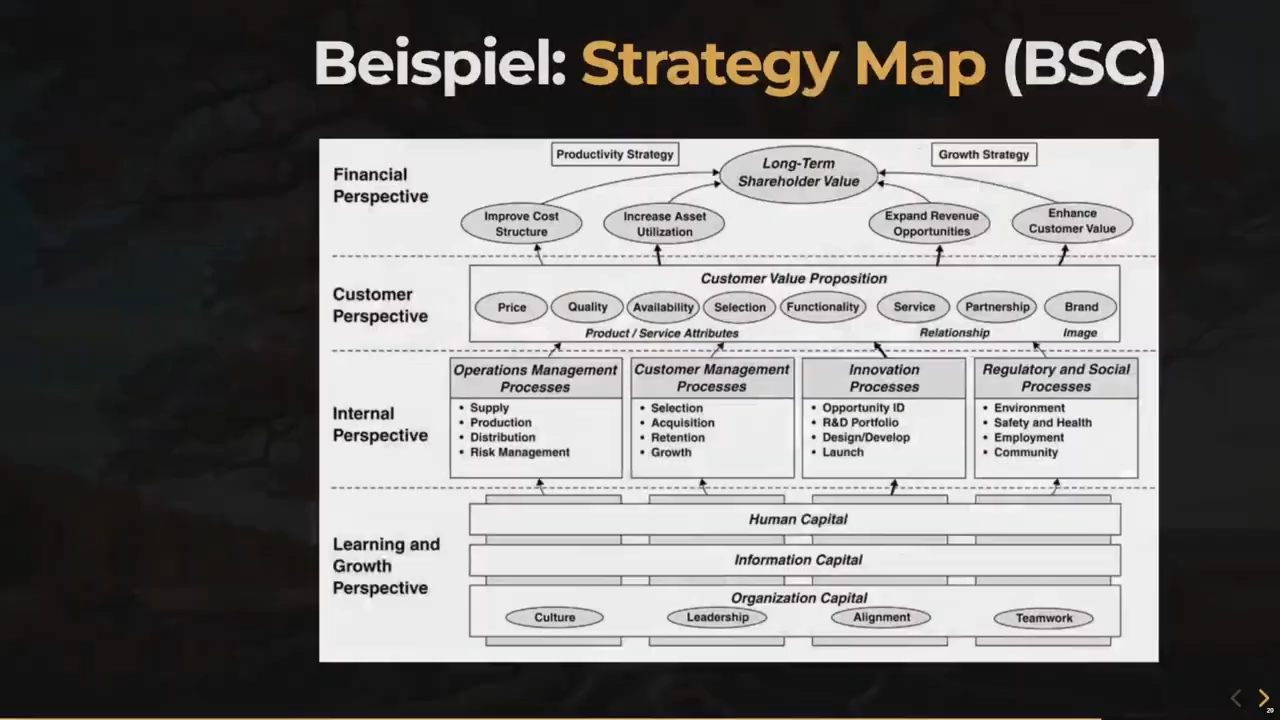 Beispiel: Strategy Map (BSC)
Financial
Perspective
Productivity Strategy
Long-Term
Shareholder Value
Growth Strategy
Improve Cost
Structure
Increase Asset
Utilization
Expand Revenue
Opportunities
Enhance
Customer Value
Customer
Perspective
Customer Value Proposition
Price
Quality
Availability
Selection
Functionality
Service
Partnership
Brand
Product / Service Attributes
Relationship
Image
Internal
Perspective
Operations Management
Processes
• Supply
• Production
• Distribution
• Risk Management
Customer Management
Processes
• Selection
• Acquisition
• Retention
• Growth
Innovation
Processes
• Opportunity ID
• R&D Portfolio
• Design/Develop
• Launch
Regulatory and Social
Processes
• Environment
• Safety and Health
• Employment
• Community
Learning and
Growth
Perspective
Human Capital
Information Capital
Organization Capital
Culture
Leadership
Alignment
Teamwork
29